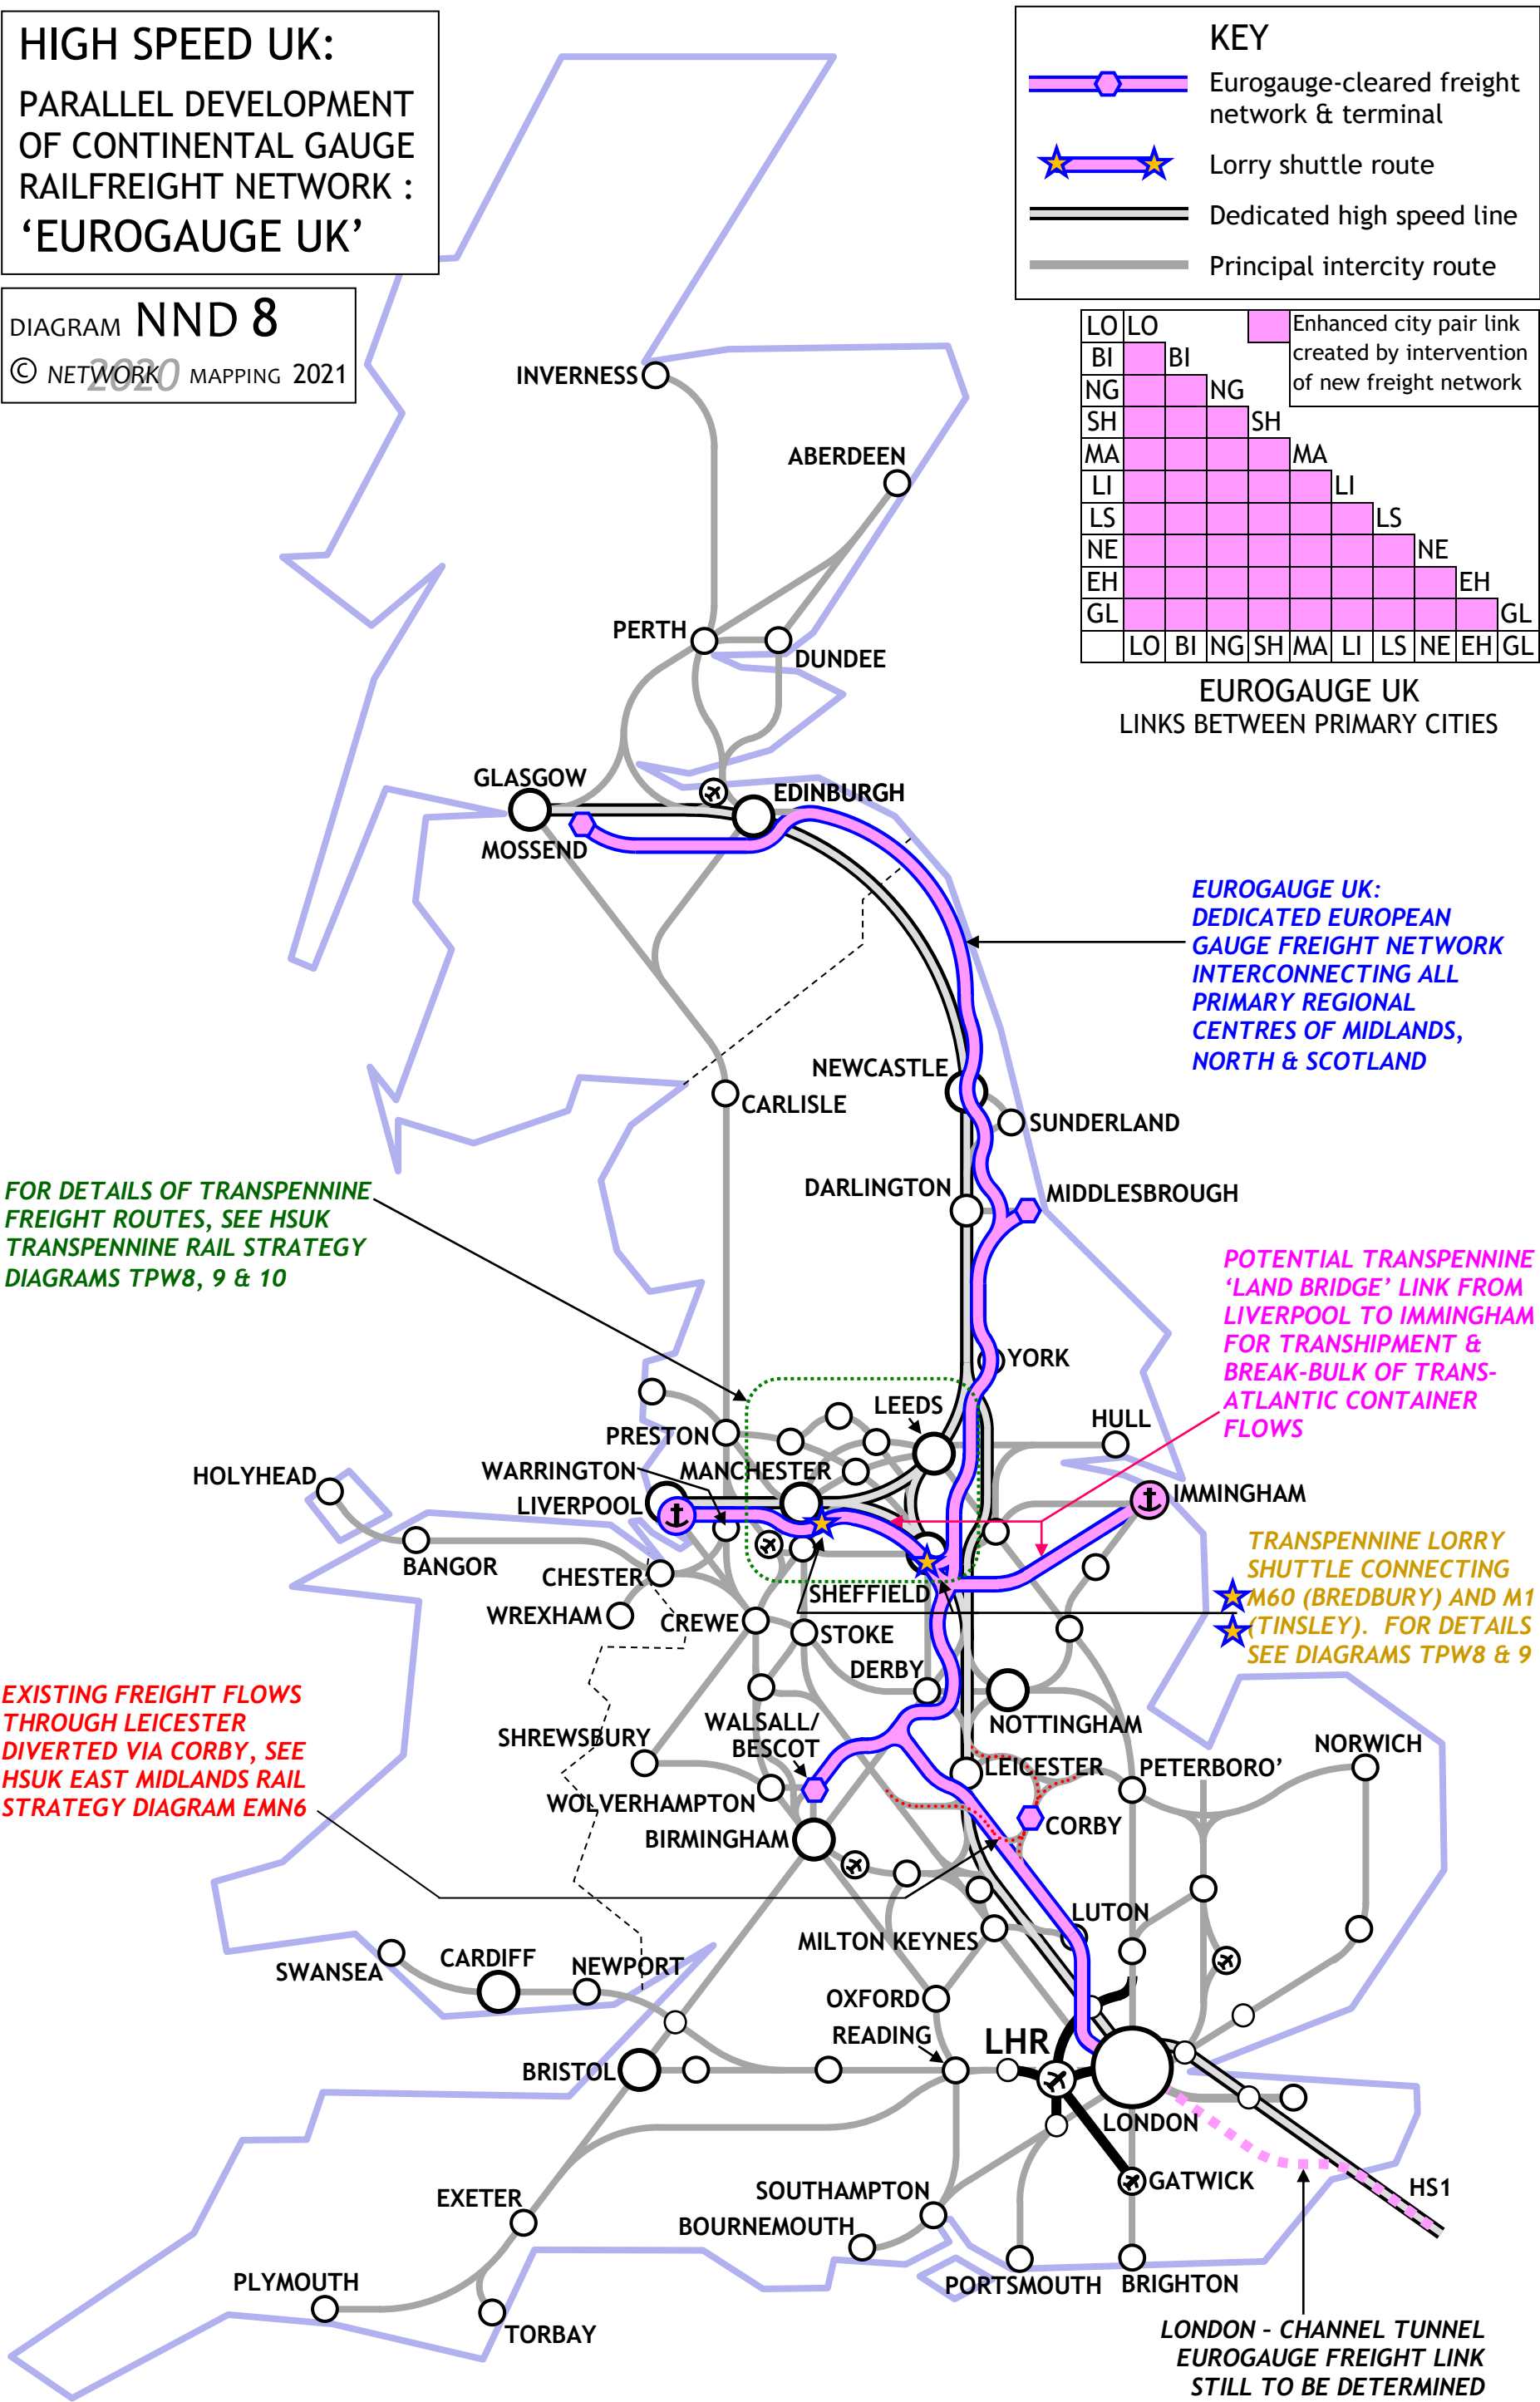 HIGH SPEED UK:
PARALLEL DEVELOPMENT
OF CONTINENTAL GAUGE
RAILFREIGHT NETWORK :
‘EUROGAUGE UK’
DIAGRAM NND 8
© NETWORK 2020 MAPPING 2021
KEY
Eurogauge-cleared freight
network & terminal
Lorry shuttle route
Dedicated high speed line
Principal intercity route
LO LO
BI BI
NG NG
SH SH
MA MA
LI LI
LS LS
NE NE
EH EH
GL GL
LO BI NG SH MA LI LS NE EH GL
Enhanced city pair link
created by intervention
of new freight network
EUROGAUGE UK
LINKS BETWEEN PRIMARY CITIES
INVERNESS
ABERDEEN
PERTH
DUNDEE
GLASGOW
EDINBURGH
MOSSEND
EUROGAUGE UK:
DEDICATED EUROPEAN
GAUGE FREIGHT NETWORK
INTERCONNECTING ALL
PRIMARY REGIONAL
CENTRES OF MIDLANDS,
NORTH & SCOTLAND
NEWCASTLE
CARLISLE
SUNDERLAND
DARLINGTON
MIDDLESBROUGH
FOR DETAILS OF TRANSPENNINE
FREIGHT ROUTES, SEE HSUK
TRANSPENNINE RAIL STRATEGY
DIAGRAMS TPW8, 9 & 10
POTENTIAL TRANSPENNINE
‘LAND BRIDGE’ LINK FROM
LIVERPOOL TO IMMINGHAM
FOR TRANSHIPMENT &
BREAK-BULK OF TRANS-
ATLANTIC CONTAINER
FLOWS
YORK
LEEDS
HULL
PRESTON
WARRINGTON
MANCHESTER
HOLYHEAD
LIVERPOOL
IMMINGHAM
BANGOR
CHESTER
WREXHAM
CREWE
SHEFFIELD
STOKE
DERBY
TRANSPENNINE LORRY
SHUTTLE CONNECTING
M60 (BREDBURY) AND M1
(TINSLEY). FOR DETAILS
SEE DIAGRAMS TPW8 & 9
EXISTING FREIGHT FLOWS
THROUGH LEICESTER
DIVERTED VIA CORBY, SEE
HSUK EAST MIDLANDS RAIL
STRATEGY DIAGRAM EMN6
NOTTINGHAM
WALSALL/
BESCOT
SHREWSBURY
LEICESTER
PETERBORO’
NORWICH
WOLVERHAMPTON
CORBY
BIRMINGHAM
LUTON
MILTON KEYNES
SWANSEA
CARDIFF
NEWPORT
OXFORD
READING
LHR
BRISTOL
LONDON
GATWICK
HS1
EXETER
SOUTHAMPTON
BOURNEMOUTH
PLYMOUTH
PORTSMOUTH
BRIGHTON
TORBAY
LONDON – CHANNEL TUNNEL
EUROGAUGE FREIGHT LINK
STILL TO BE DETERMINED